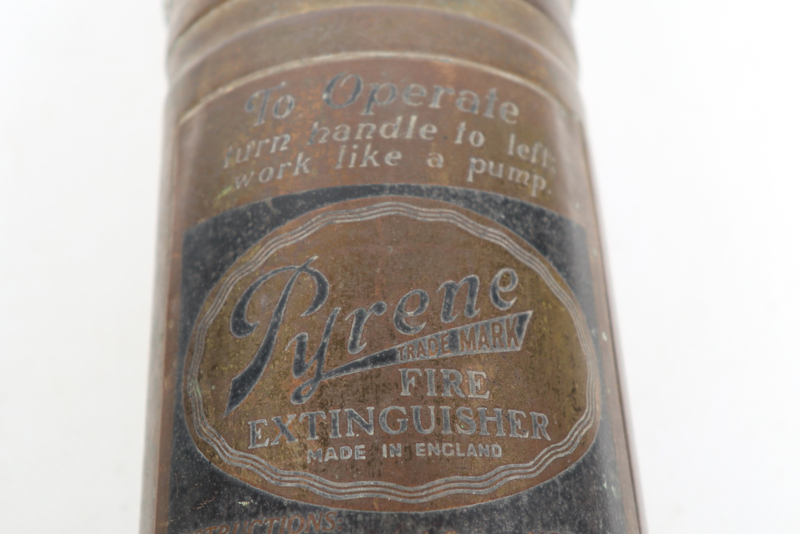 To Operate
turn handle to left,
work like a pump.
Pyrene
TRADE MARK
FIRE
EXTINGUISHER
MADE IN ENGLAND